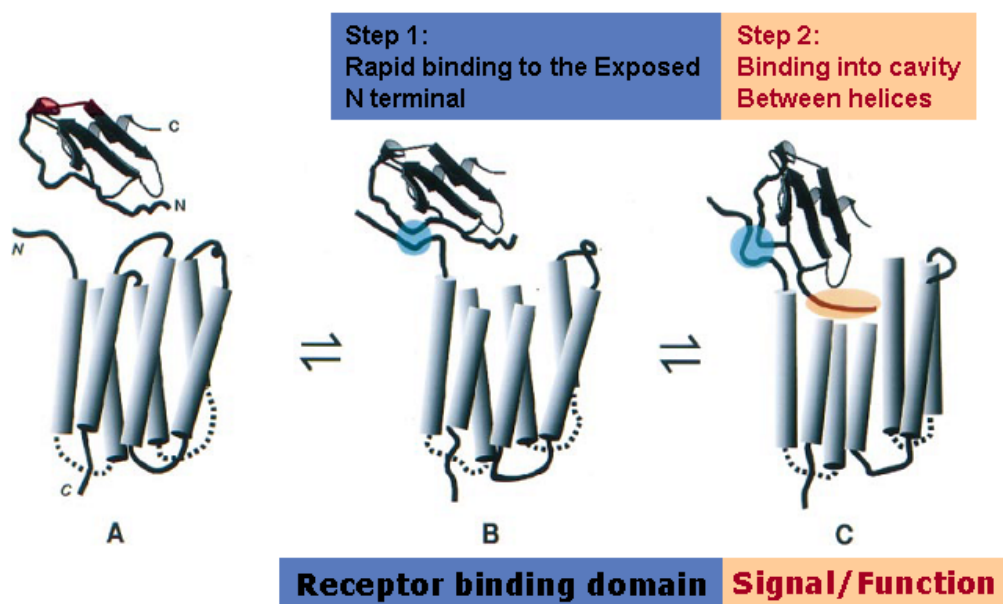 Step 1:
Rapid binding to the Exposed
N terminal
Step 2:
Binding into cavity
Between helices
C
N
N
C
A
B
C
Receptor binding domain
Signal/Function